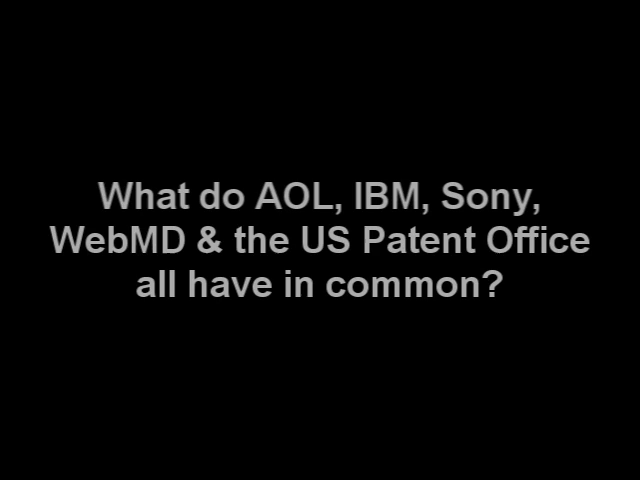 What do AOL, IBM, Sony,
WebMD & the US Patent Office
all have in common?